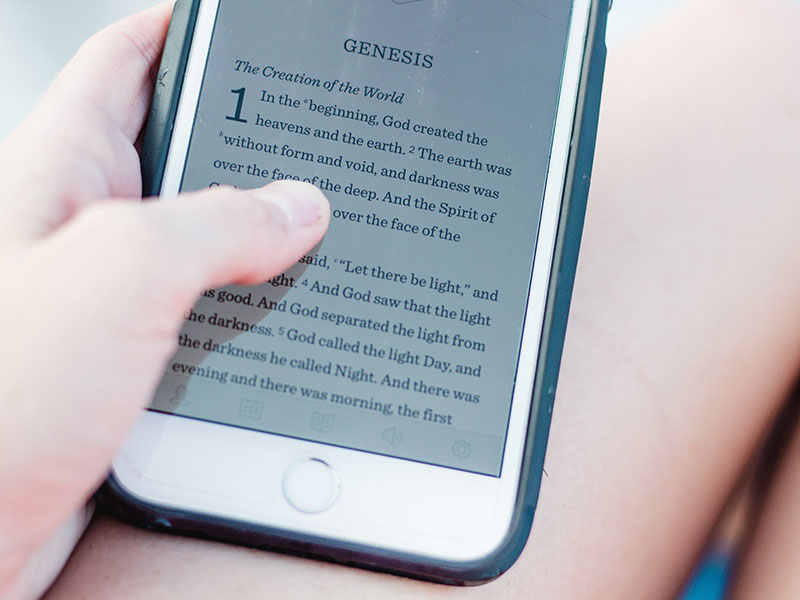 GENESIS
The Creation of the World
1 In the a beginning, God created the
heavens and the earth. 2 The earth was
b without form and void, and darkness was
over the face of the deep. And the Spirit of
over the face of the
said, c “Let there be light,” and
4 And God saw that the light
good. And God separated the light from
the darkness. 5 God called the light Day, and
the darkness he called Night. And there was
evening and there was morning, the first